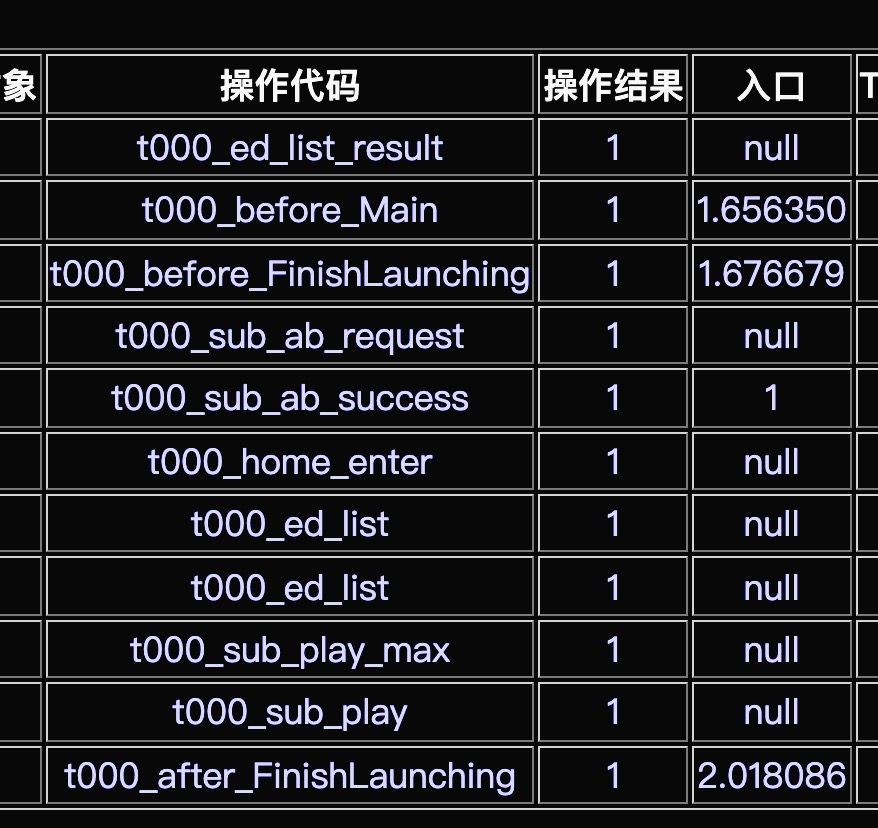 象 操作代码 操作结果 入口 T
t000_ed_list_result 1 null
t000_before_Main 1 1.656350
t000_before_FinishLaunching 1 1.676679
t000_sub_ab_request 1 null
t000_sub_ab_success 1 1
t000_home_enter 1 null
t000_ed_list 1 null
t000_ed_list 1 null
t000_sub_play_max 1 null
t000_sub_play 1 null
t000_after_FinishLaunching 1 2.018086